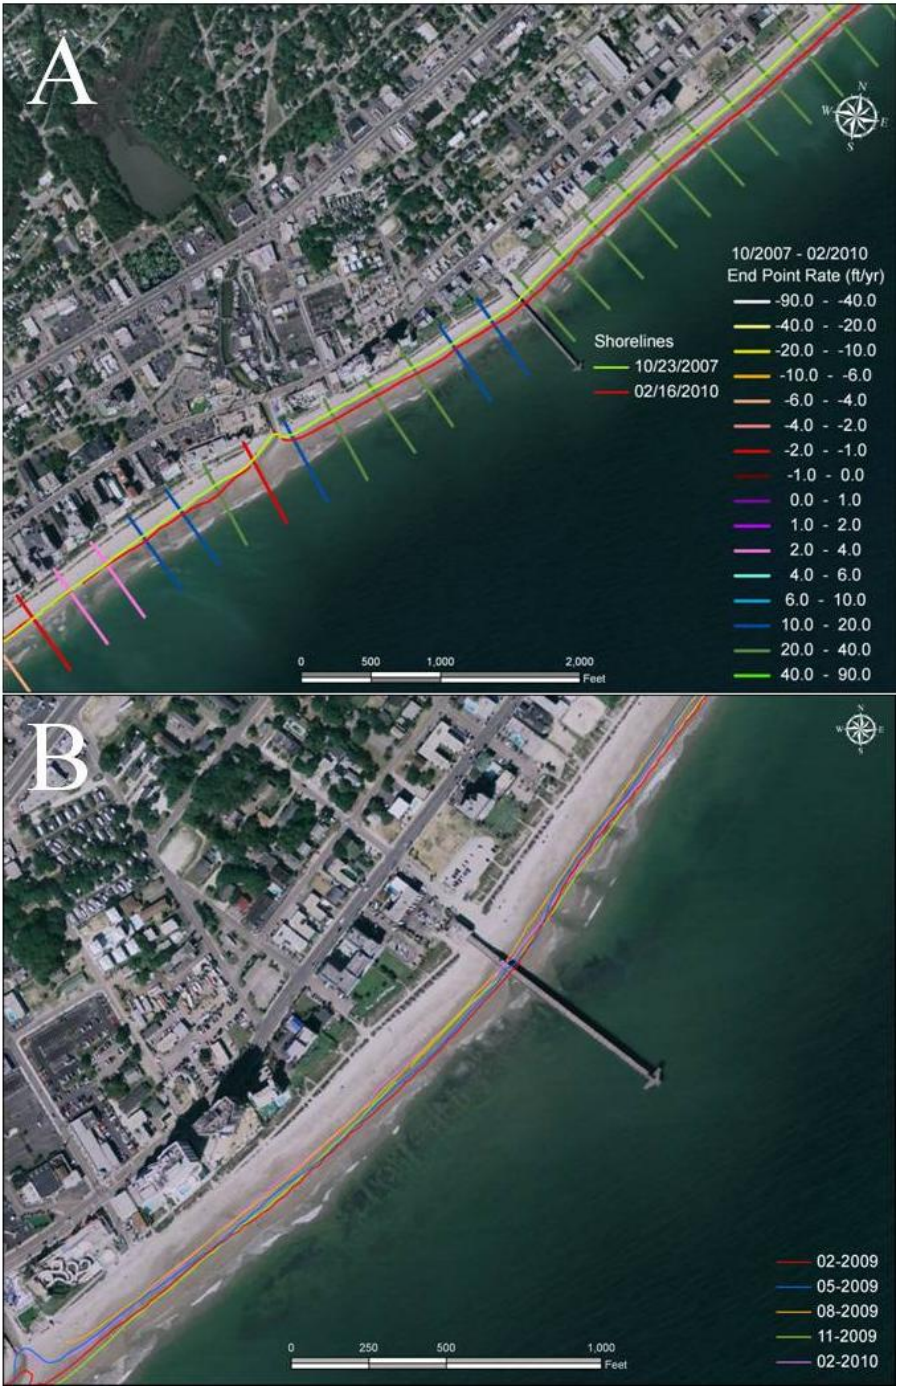 A
N
W E
S
10/2007 - 02/2010
End Point Rate (ft/yr)
-90.0 - -40.0
-40.0 - -20.0
-20.0 - -10.0
-10.0 - -6.0
-6.0 - -4.0
-4.0 - -2.0
-2.0 - -1.0
-1.0 - 0.0
0.0 - 1.0
1.0 - 2.0
2.0 - 4.0
4.0 - 6.0
6.0 - 10.0
10.0 - 20.0
20.0 - 40.0
40.0 - 90.0
Shorelines
10/23/2007
02/16/2010
0 500 1,000 2,000
Feet
B
N
W E
S
02-2009
05-2009
08-2009
11-2009
02-2010
0 250 500 1,000
Feet